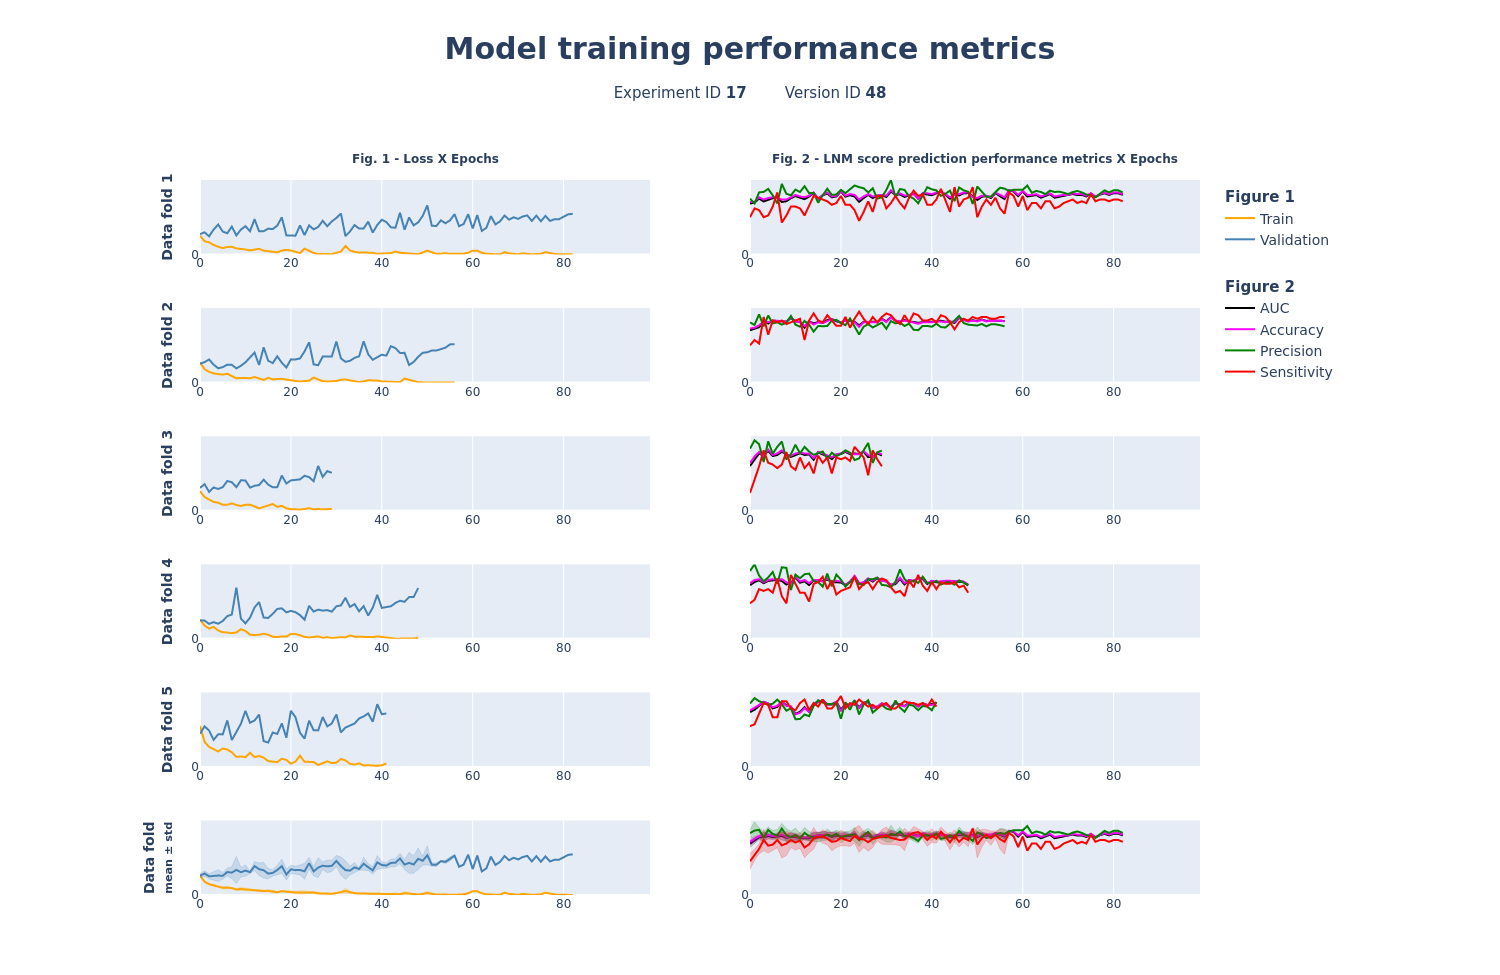 Model training performance metrics
Experiment ID 17 Version ID 48
Fig. 1 - Loss X Epochs
Fig. 2 - LNM score prediction performance metrics X Epochs
Data fold 1
0
0 20 40 60 80
0
0 20 40 60 80
Figure 1
Train
Validation
Figure 2
AUC
Accuracy
Precision
Sensitivity
Data fold 2
0
0 20 40 60 80
0
0 20 40 60 80
Data fold 3
0
0 20 40 60 80
0
0 20 40 60 80
Data fold 4
0
0 20 40 60 80
0
0 20 40 60 80
Data fold 5
0
0 20 40 60 80
0
0 20 40 60 80
Data fold
mean ± std
0
0 20 40 60 80
0
0 20 40 60 80